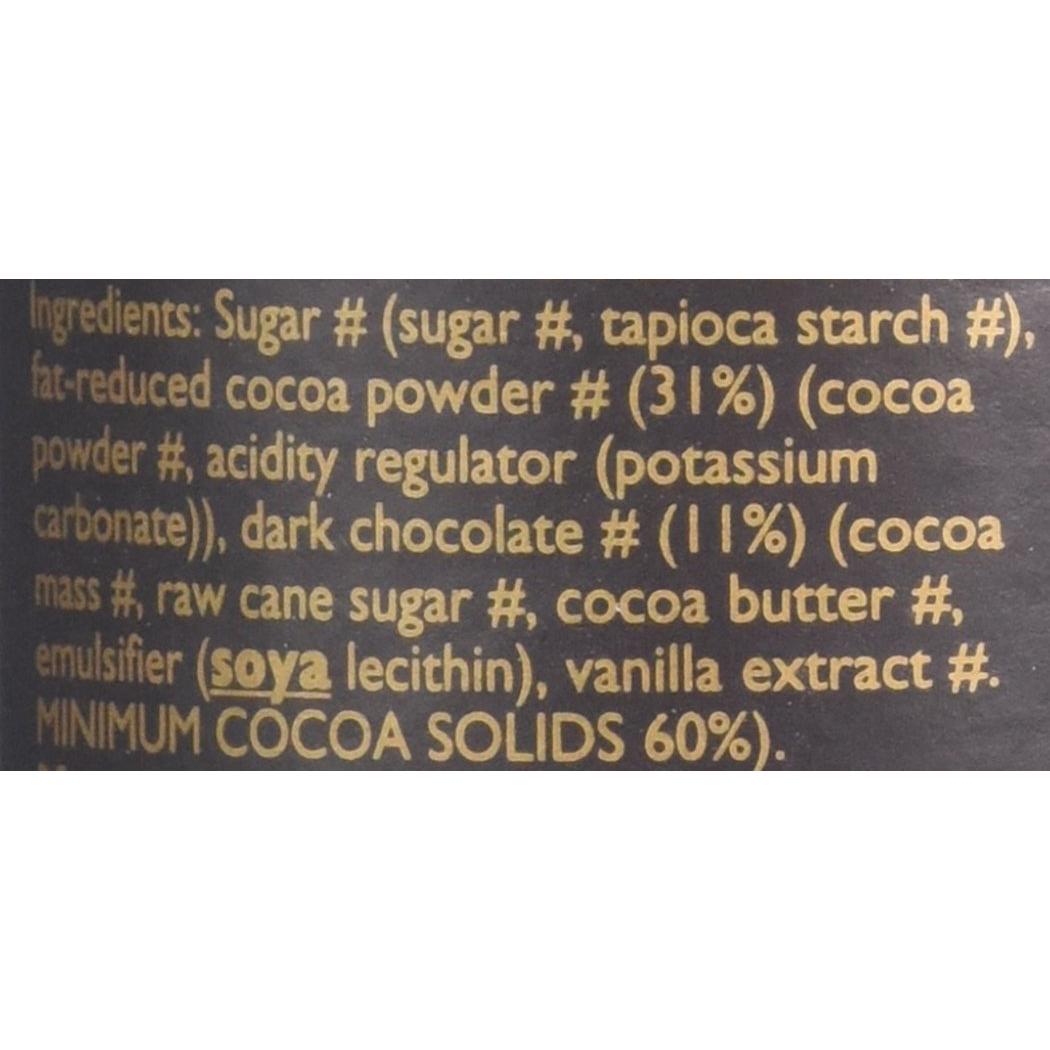 Ingredients: Sugar # (sugar #, tapioca starch #),
fat-reduced cocoa powder # (31%) (cocoa
powder #, acidity regulator (potassium
carbonate)), dark chocolate # (11%) (cocoa
mass #, raw cane sugar #, cocoa butter #,
emulsifier (soya lecithin), vanilla extract #.
MINIMUM COCOA SOLIDS 60%).